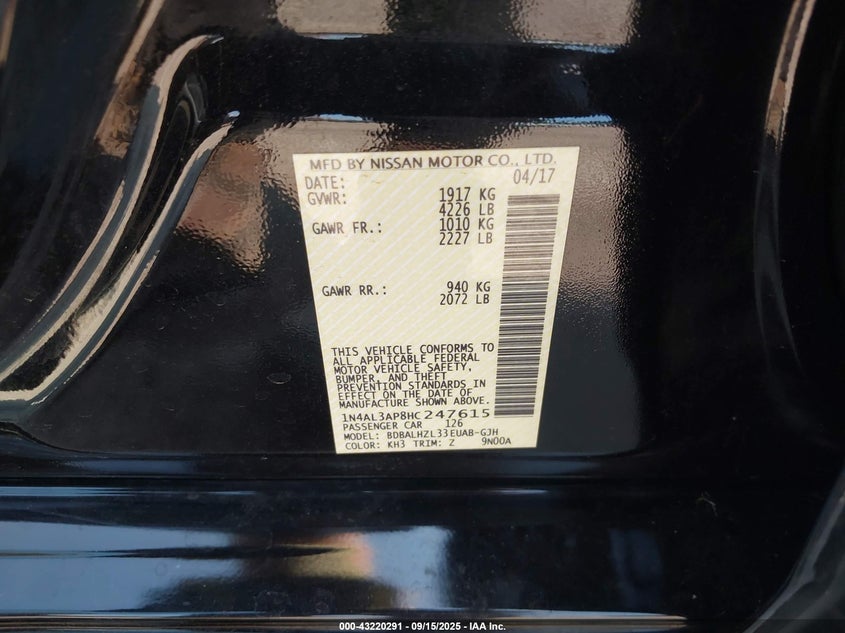 MFD BY NISSAN MOTOR CO., LTD.
DATE: 04/17
GVWR: 1917 KG
4226 LB
GAWR FR.: 1010 KG
2227 LB
GAWR RR.: 940 KG
2072 LB
THIS VEHICLE CONFORMS TO
ALL APPLICABLE FEDERAL
MOTOR VEHICLE SAFETY,
BUMPER, AND THEFT
PREVENTION STANDARDS IN
EFFECT ON THE DATE OF
MANUFACTURE SHOWN ABOVE.
1N4AL3AP8HC247615
PASSENGER CAR 126
MODEL: BDBALHZL33EUAB-GJH
COLOR: KH3 TRIM: Z 9N00A
000-43220291 - 09/15/2025 - IAA Inc.